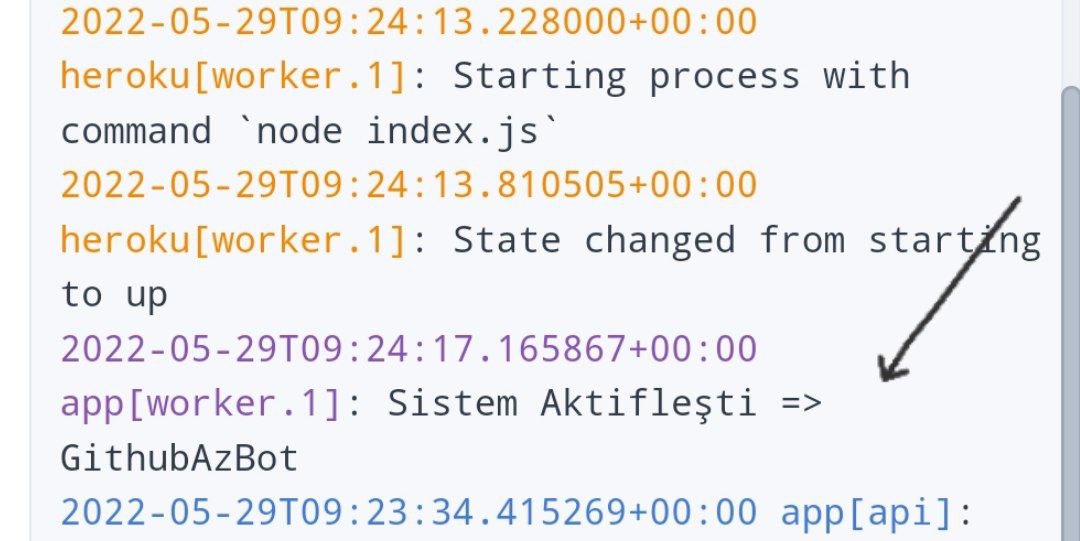 2022-05-29T09:24:13.228000+00:00
heroku[worker.1]: Starting process with
command `node index.js`
2022-05-29T09:24:13.810505+00:00
heroku[worker.1]: State changed from starting
to up
2022-05-29T09:24:17.165867+00:00
app[worker.1]: Sistem Aktifleşti =>
GithubAzBot
2022-05-29T09:23:34.415269+00:00 app[api]: